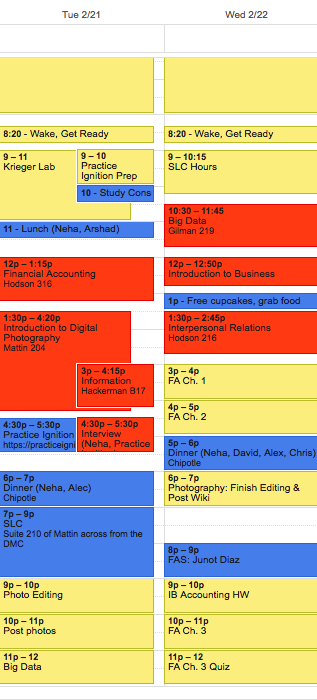 Tue 2/21
8:20 - Wake, Get Ready
9 – 11
Krieger Lab
9 – 10
Practice
Ignition Prep
10 - Study Cons
11 - Lunch (Neha, Arshad)
12p – 1:15p
Financial Accounting
Hodson 316
1:30p – 4:20p
Introduction to Digital
Photography
Mattin 204
3p – 4:15p
Information
Hackerman B17
4:30p – 5:30p
Practice Ignition
https://practiceigni
4:30p – 5:30p
Interview
(Neha, Practice
6p – 7p
Dinner (Neha, Alec)
Chipotle
7p – 9p
SLC
Suite 210 of Mattin across from the
DMC
9p – 10p
Photo Editing
10p – 11p
Post photos
11p – 12
Big Data
Wed 2/22
8:20 - Wake, Get Ready
9 – 10:15
SLC Hours
10:30 – 11:45
Big Data
Gilman 219
12p – 12:50p
Introduction to Business
1p - Free cupcakes, grab food
1:30p – 2:45p
Interpersonal Relations
Hodson 216
3p – 4p
FA Ch. 1
4p – 5p
FA Ch. 2
5p – 6p
Dinner (Neha, David, Alex, Chris)
Chipotle
6p – 7p
Photography: Finish Editing &
Post Wiki
8p – 9p
FAS: Junot Diaz
9p – 10p
IB Accounting HW
10p – 11p
FA Ch. 3
11p – 12
FA Ch. 3 Quiz